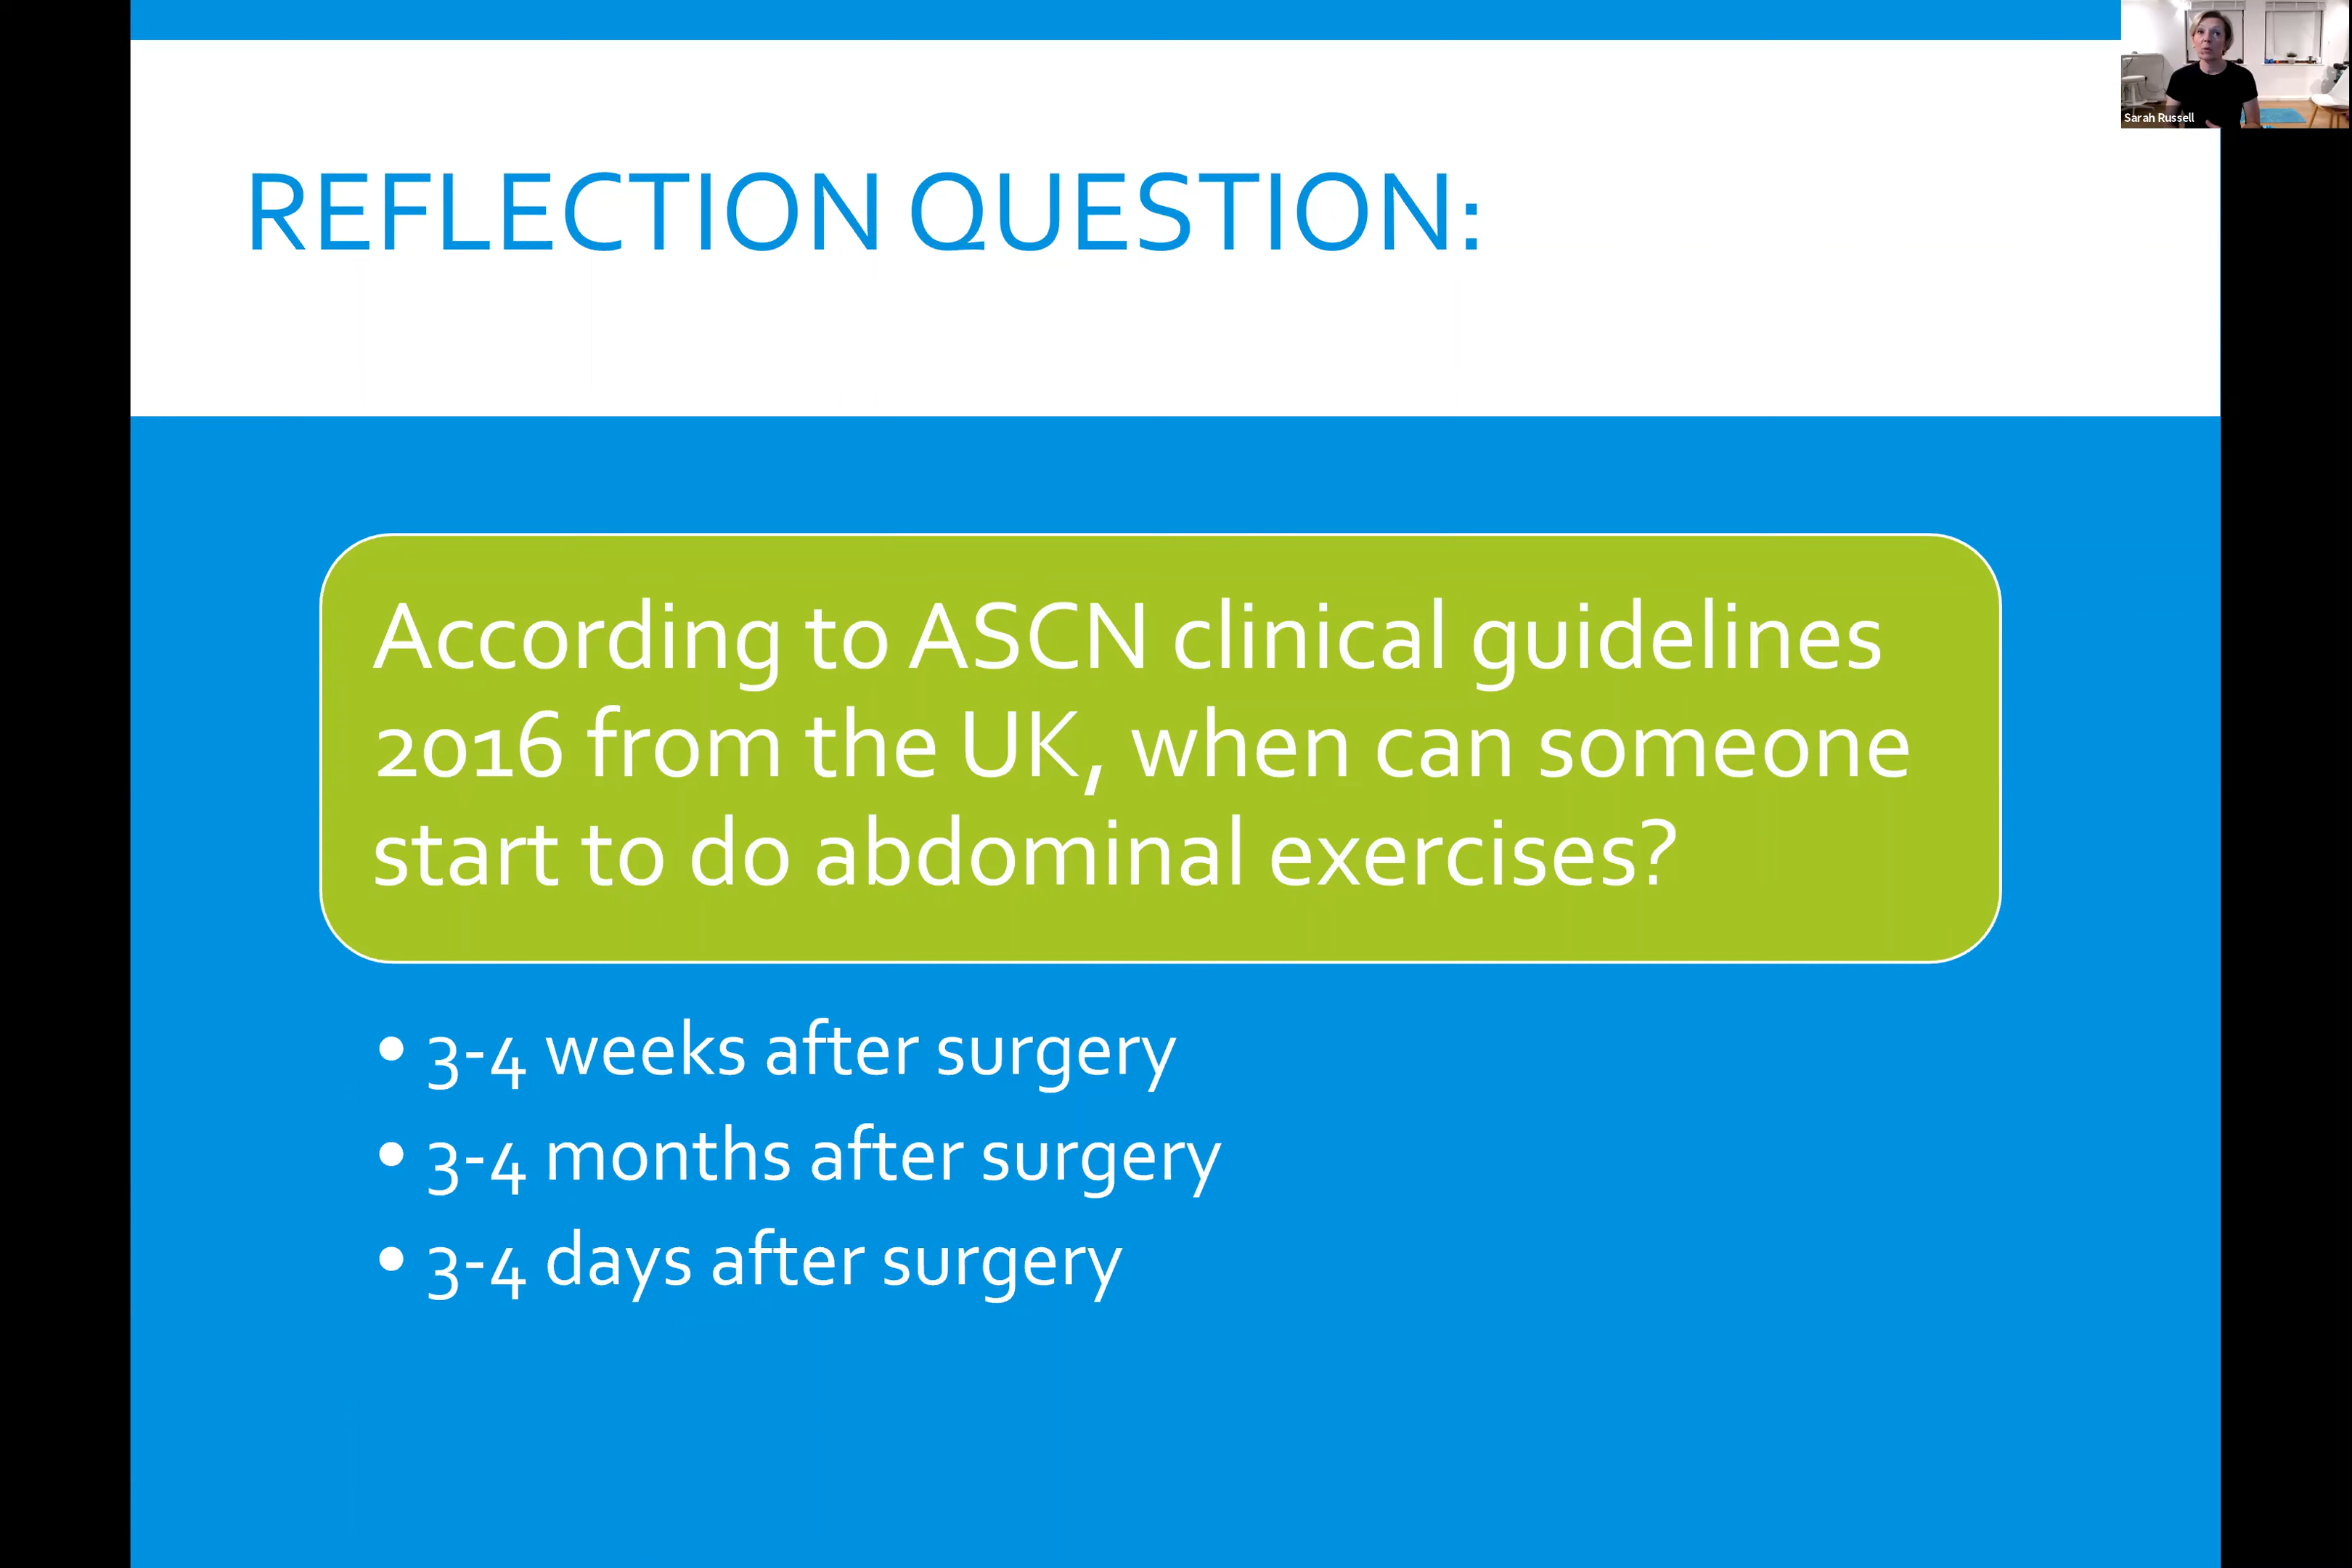 Sarah Russell
REFLECTION QUESTION:
According to ASCN clinical guidelines
2016 from the UK, when can someone
start to do abdominal exercises?
• 3-4 weeks after surgery
• 3-4 months after surgery
• 3-4 days after surgery